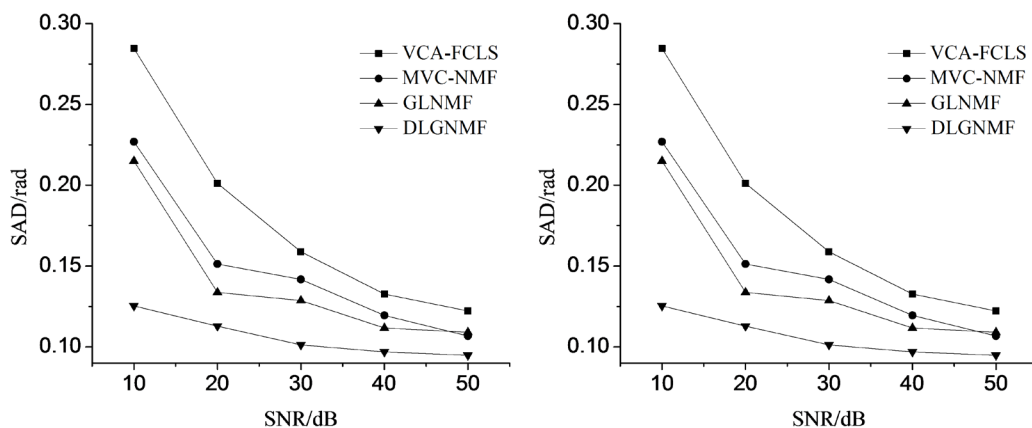 0.30
0.25
0.20
0.15
0.10
SAD/rad
VCA-FCLS
MVC-NMF
GLNMF
DLGNMF
10 20 30 40 50
SNR/dB
0.30
0.25
0.20
0.15
0.10
SAD/rad
VCA-FCLS
MVC-NMF
GLNMF
DLGNMF
10 20 30 40 50
SNR/dB